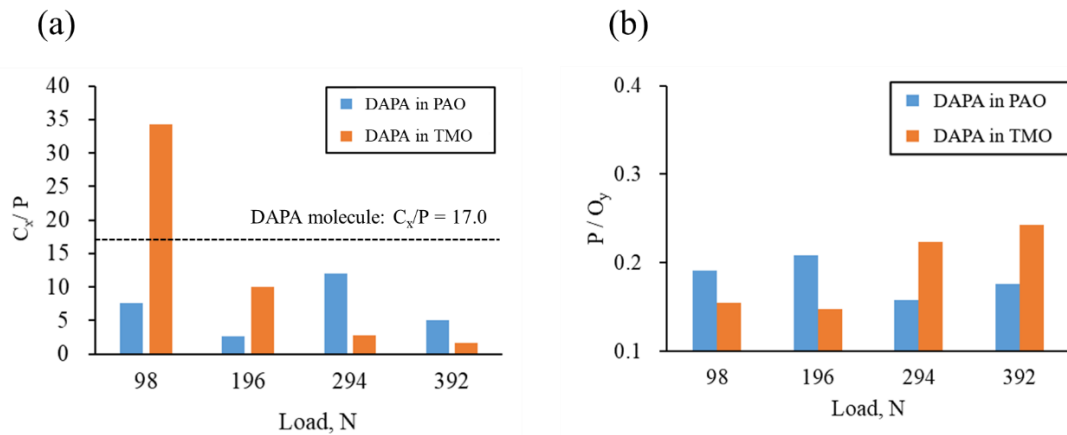 (a)
40
35
30
25
20
15
10
5
0
Cx/ P
DAPA in PAO
DAPA in TMO
DAPA molecule: Cx/P = 17.0
98 196 294 392
Load, N
(b)
0.4
0.3
0.2
0.1
P / Oy
DAPA in PAO
DAPA in TMO
98 196 294 392
Load, N